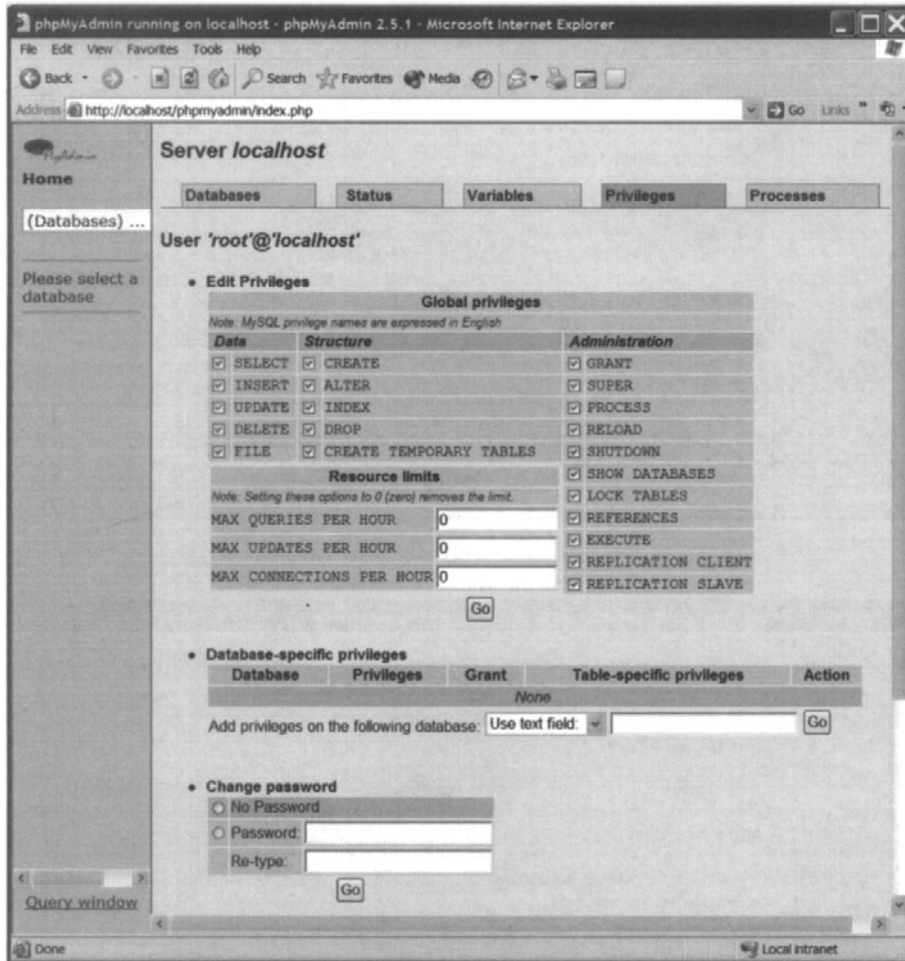 phpMyAdmin running on localhost - phpMyAdmin 2.5.1 - Microsoft Internet Explorer
File Edit View Favorites Tools Help
Back Search Favorites Media
Address http://localhost/phpmyadmin/index.php Go Links »
PhpMyAdmin
Home
(Databases) ...
Please select a
database
Server localhost
Databases Status Variables Privileges Processes
User 'root'@'localhost'
• Edit Privileges
Global privileges
Note: MySQL privilege names are expressed in English
Data Structure Administration
SELECT CREATE GRANT
INSERT ALTER SUPER
UPDATE INDEX PROCESS
DELETE DROP RELOAD
FILE CREATE TEMPORARY TABLES SHUTDOWN
Resource limits SHOW DATABASES
Note: Setting these options to 0 (zero) removes the limit. LOCK TABLES
MAX QUERIES PER HOUR 0 REFERENCES
MAX UPDATES PER HOUR 0 EXECUTE
MAX CONNECTIONS PER HOUR 0 REPLICATION CLIENT
REPLICATION SLAVE
Go
• Database-specific privileges
Database Privileges Grant Table-specific privileges Action
None
Add privileges on the following database: Use text field: Go
• Change password
No Password
Password:
Re-type:
Go
Query window
Done Local intranet